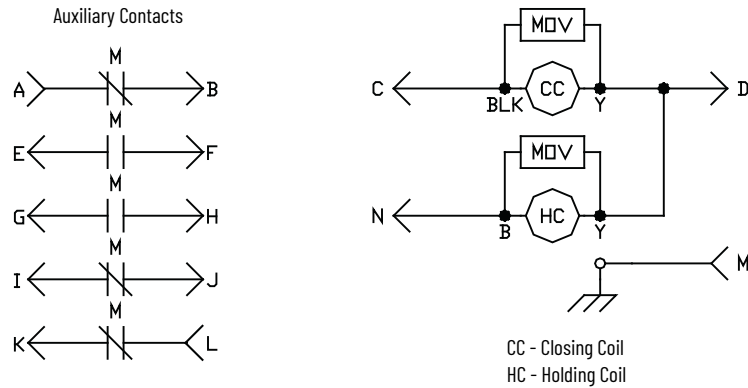 Auxiliary Contacts
M
A B
M
E F
M
G H
M
I J
M
K L
MOV
C CC D
BLK Y
MOV
N HC
B Y
M
CC - Closing Coil
HC - Holding Coil